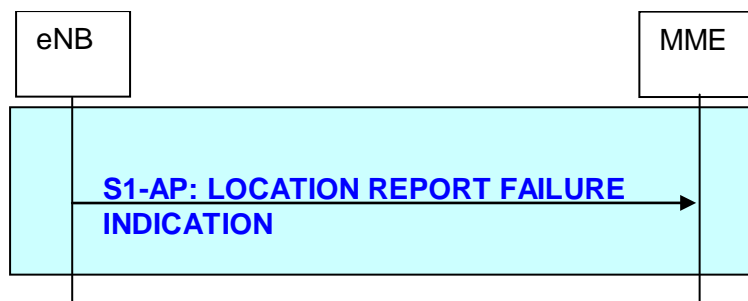 eNB
MME
S1-AP: LOCATION REPORT FAILURE
INDICATION